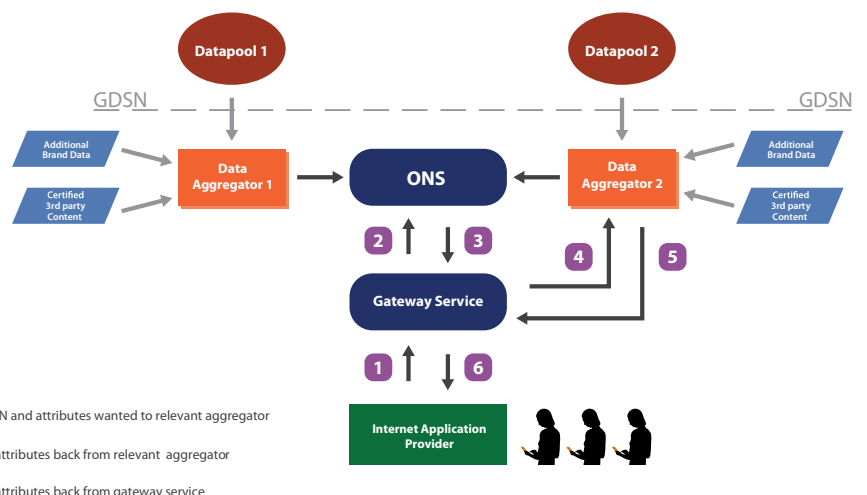 Datapool 1
Datapool 2
GDSN
GDSN
Additional
Brand Data
Certified
3rd party
Content
Data
Aggregator 1
ONS
Data
Aggregator 2
Additional
Brand Data
Certified
3rd party
Content
2
3
4
5
Gateway Service
1
6
Internet Application
Provider
N and attributes wanted to relevant aggregator
attributes back from relevant aggregator
attributes back from gateway service